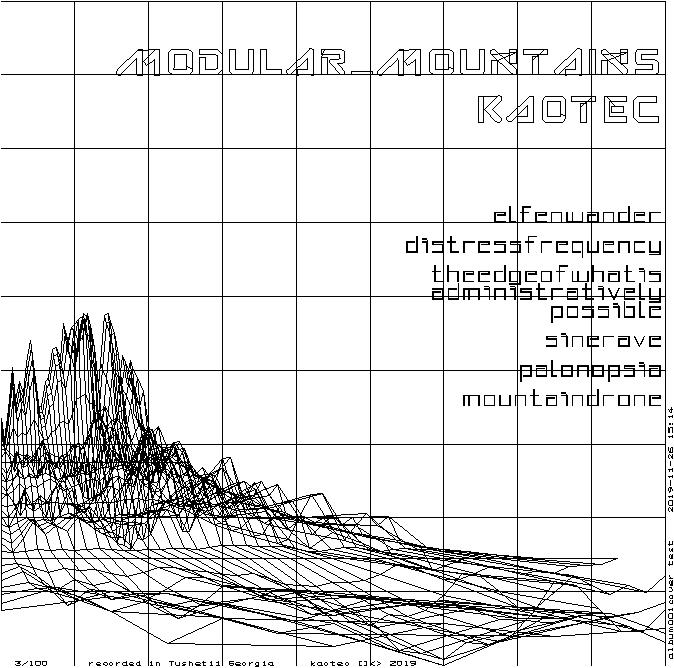 MODULAR_MOUNTAINS
KAOTEC
elfenwander
distressfrequency
theedgeofwhatis
administratively
possible
sinerave
palonopsia
mountaindrone
album001cover test 2019-11-26 15:14
3/100 recorded in Tushetii Georgia kaotec []K> 2019